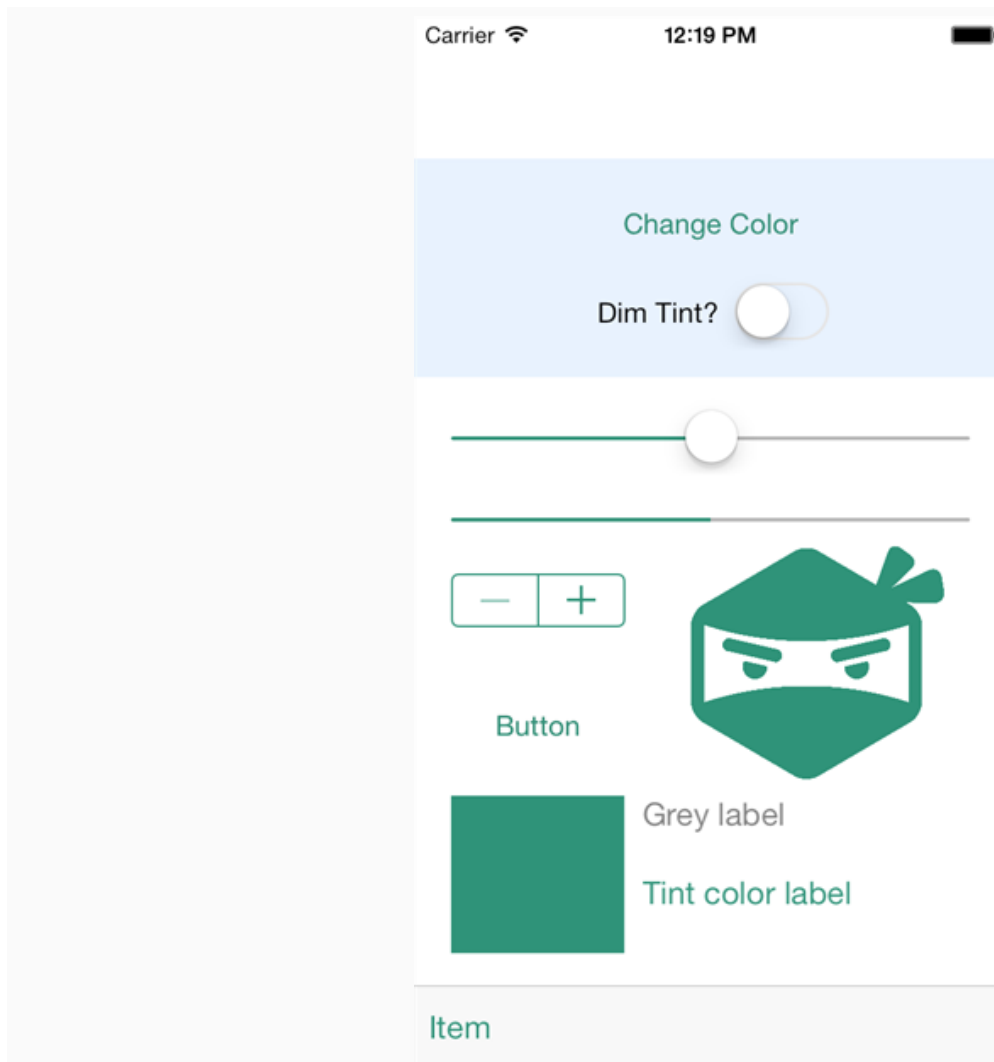 Carrier 12:19 PM
Change Color
Dim Tint?
Button
Grey label
Tint color label
Item